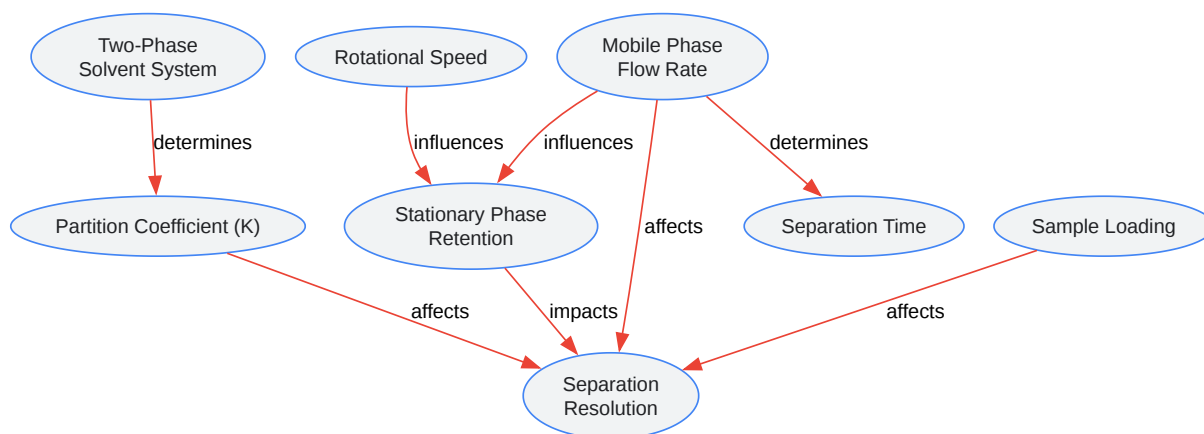 Two-Phase
Solvent System
Rotational Speed
Mobile Phase
Flow Rate
determines
influences
influences
determines
Partition Coefficient (K)
Stationary Phase
Retention
affects
Separation Time
Sample Loading
affects
impacts
affects
Separation
Resolution